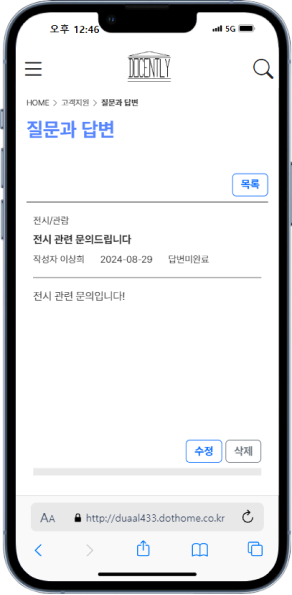 오후 12:46 5G
DOCENTLY
HOME > 고객지원 > 질문과 답변
질문과 답변
목록
전시/관람
전시 관련 문의드립니다
작성자 이상희 2024-08-29 답변미완료
전시 관련 문의입니다!
수정 삭제
AA http://duaal433.dothome.co.kr